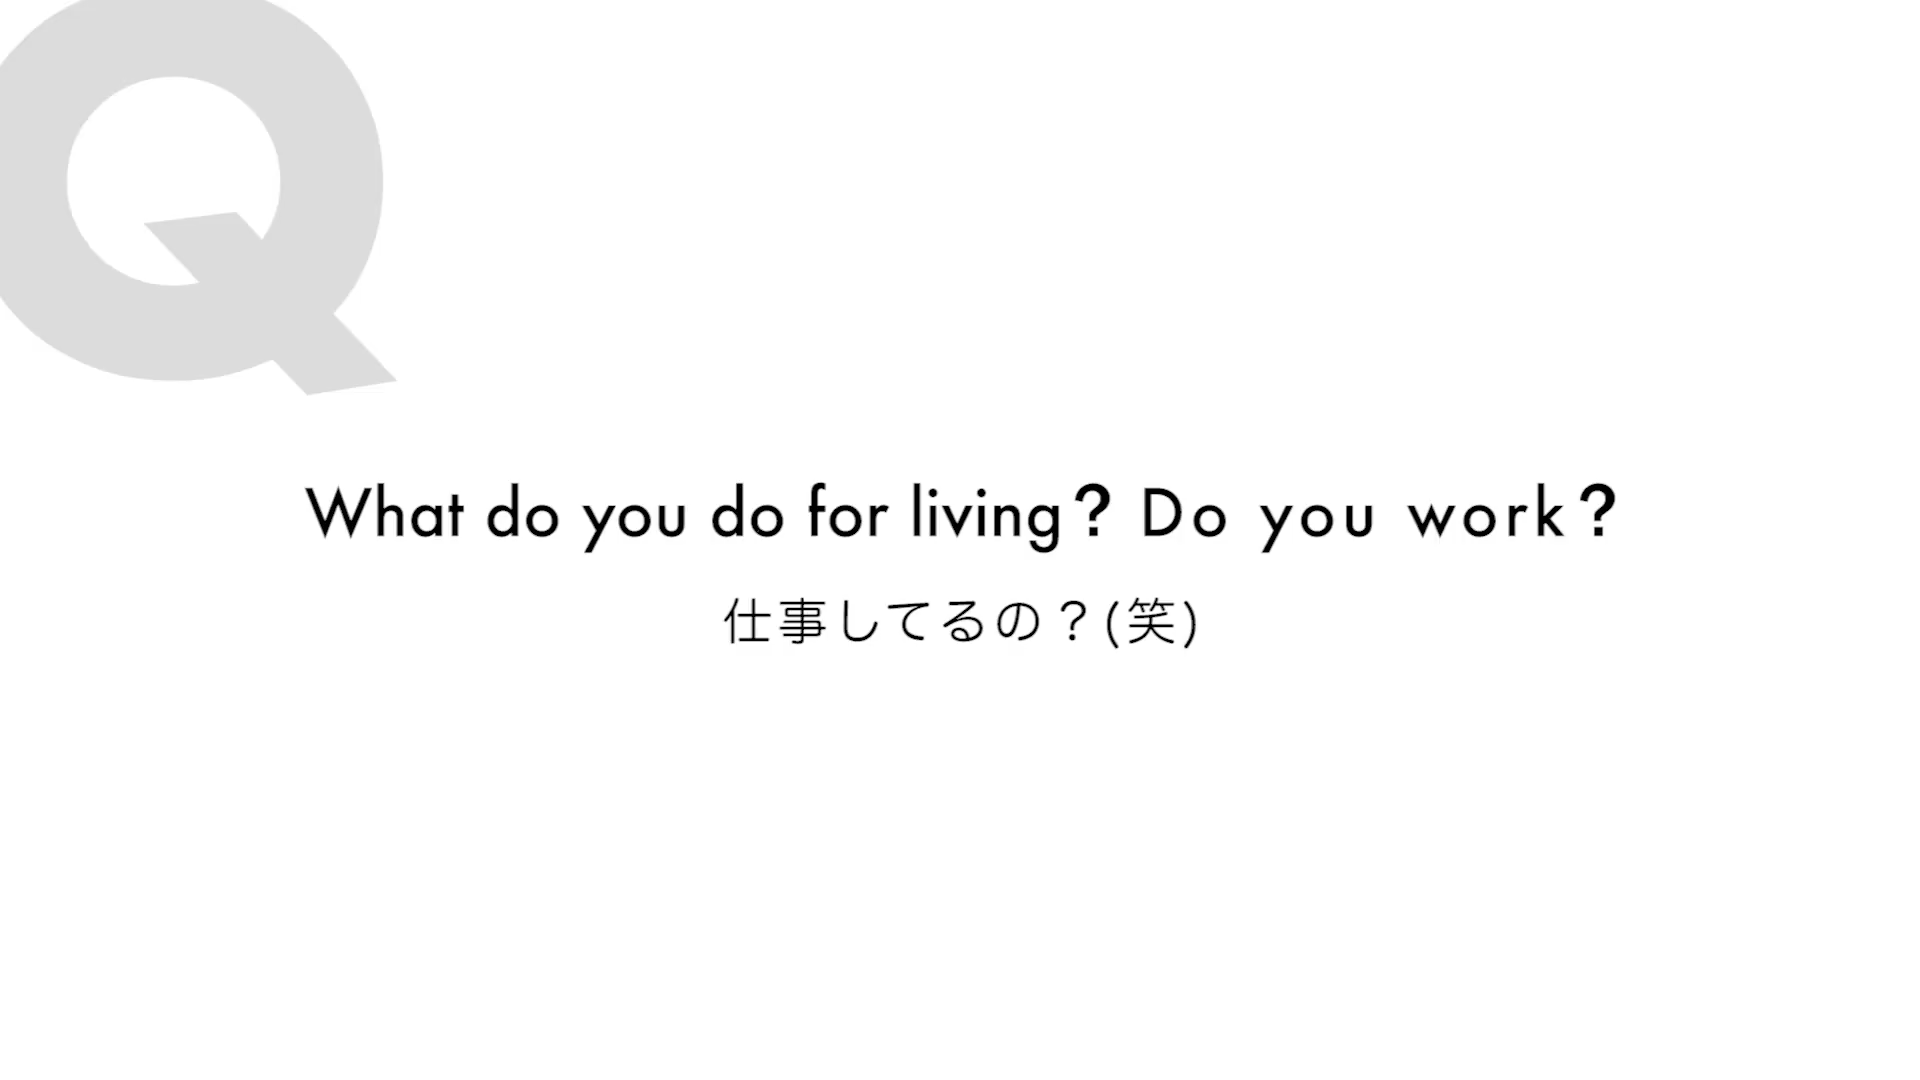 Q
What do you do for living? Do you work?
仕事してるの？(笑)